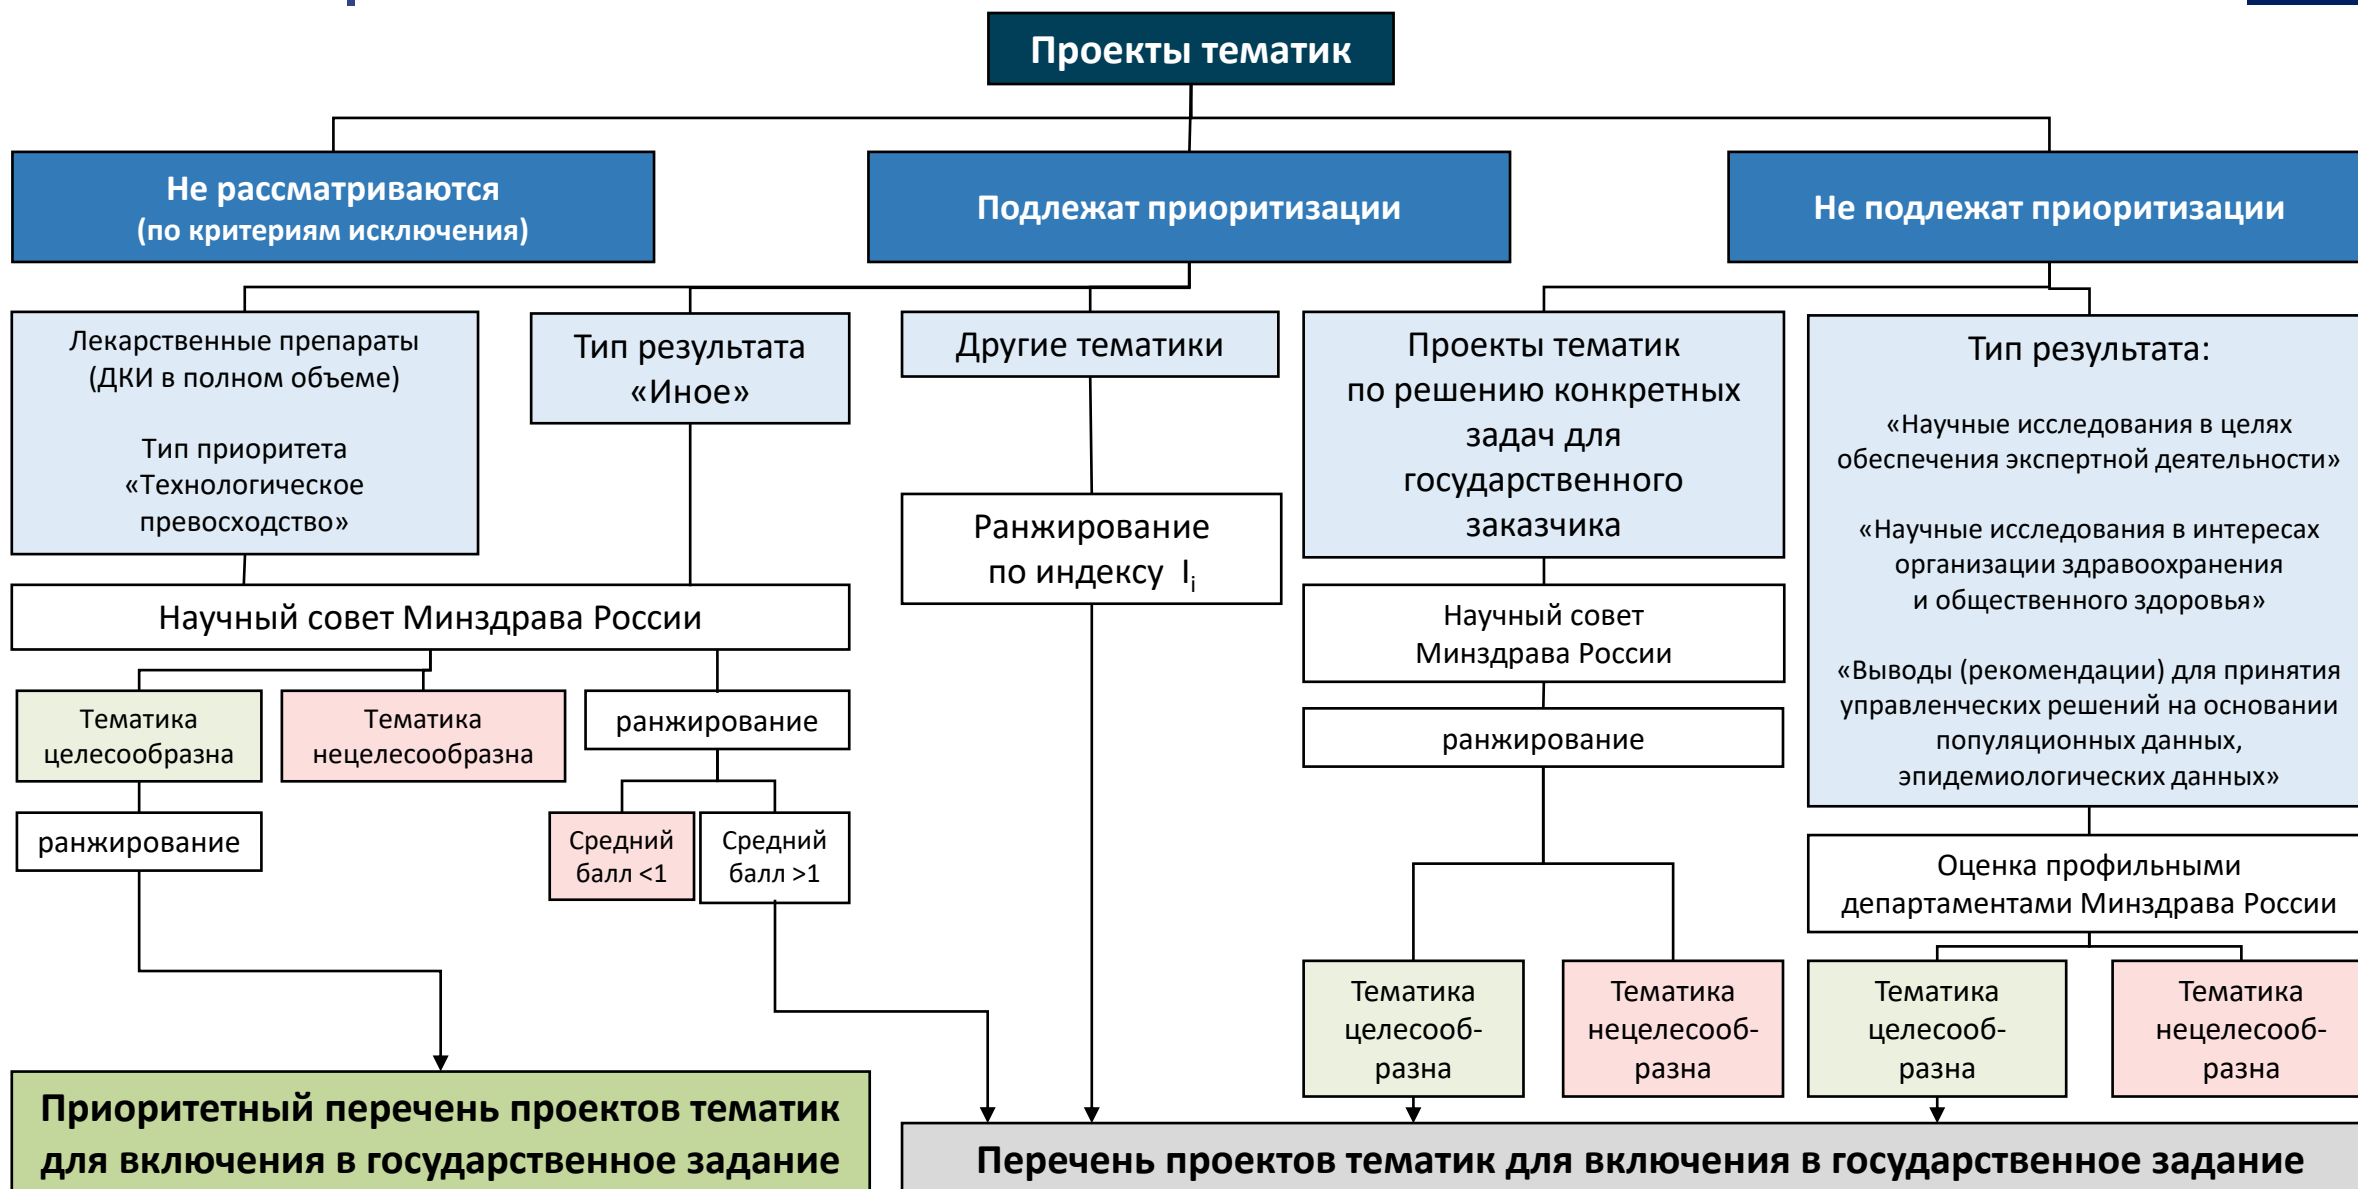 Проекты тематик
Не рассматриваются
(по критериям исключения)
Подлежат приоритизации
Не подлежат приоритизации
Лекарственные препараты
(ДКИ в полном объеме)
Тип приоритета
«Технологическое
превосходство»
Тип результата
«Иное»
Другие тематики
Ранжирование
по индексу I_i
Проекты тематик
по решению конкретных
задач для
государственного
заказчика
Тип результата:
«Научные исследования в целях
обеспечения экспертной деятельности»
«Научные исследования в интересах
организации здравоохранения
и общественного здоровья»
«Выводы (рекомендации) для принятия
управленческих решений на основании
популяционных данных,
эпидемиологических данных»
Научный совет Минздрава России
Тематика
целесообразна
Тематика
нецелесообразна
ранжирование
ранжирование
Средний
балл <1
Средний
балл >1
Научный совет
Минздрава России
ранжирование
Оценка профильными
департаментами Минздрава России
Тематика
целесооб-
разна
Тематика
нецелесооб-
разна
Тематика
целесооб-
разна
Тематика
нецелесооб-
разна
Приоритетный перечень проектов тематик
для включения в государственное задание
Перечень проектов тематик для включения в государственное задание